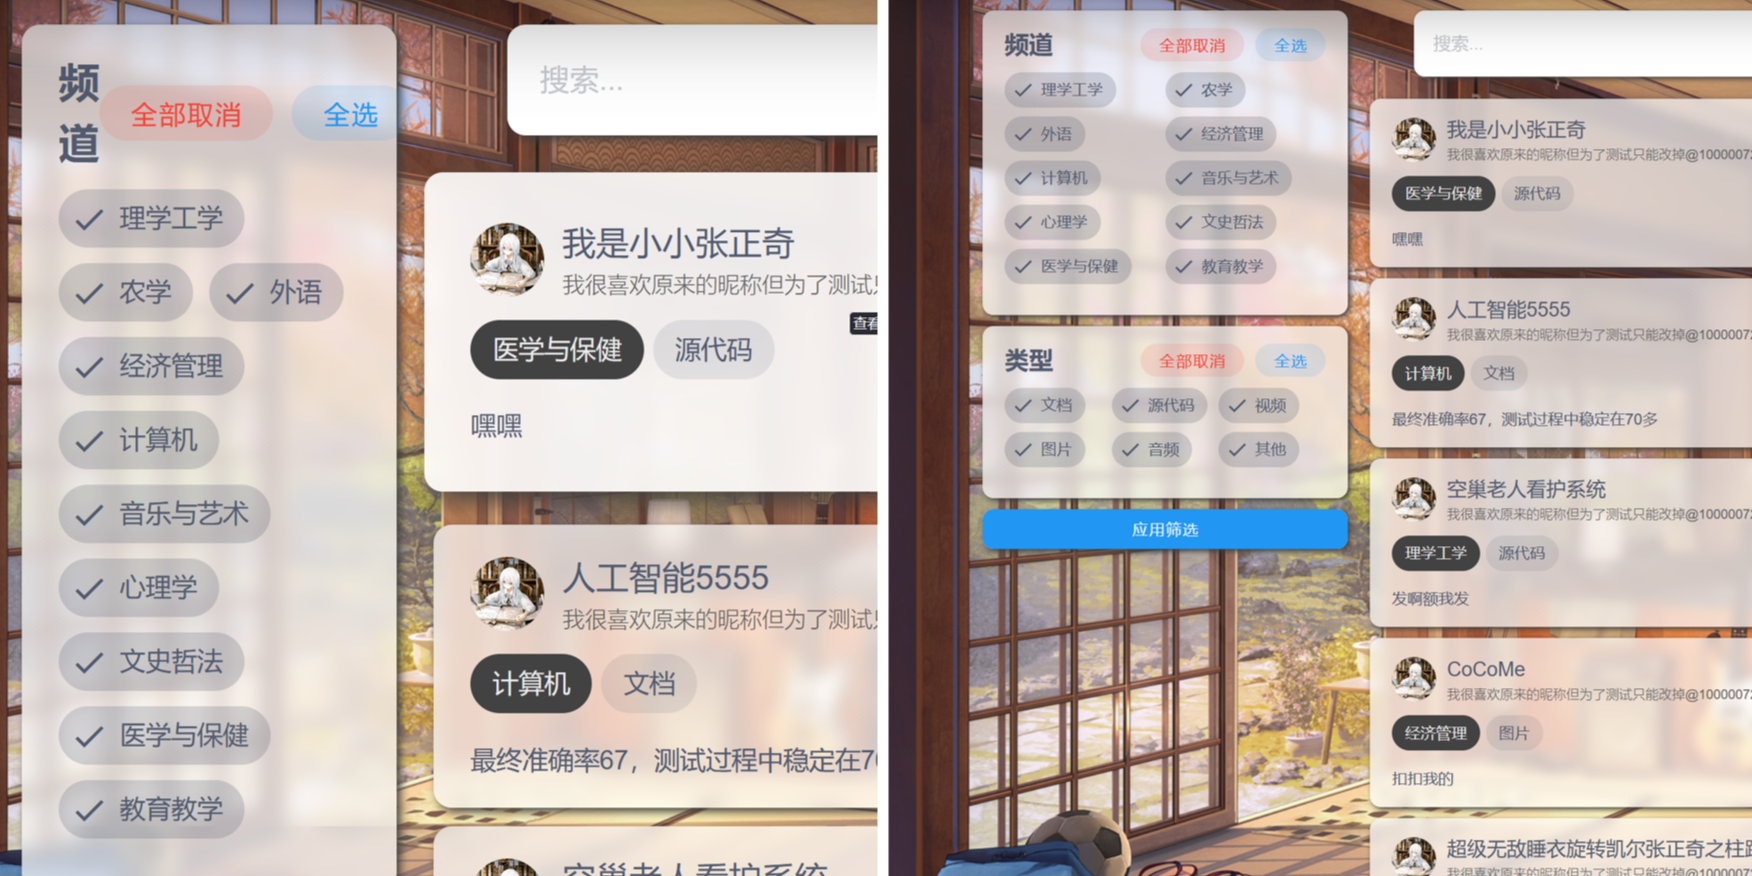 频
道
全部取消
全选
理学工学
农学
外语
经济管理
计算机
音乐与艺术
心理学
文史哲法
医学与保健
教育教学
搜索...
我是小小张正奇
我很喜欢原来的昵称但为了测试
查看
医学与保健
源代码
嘿嘿
人工智能5555
我很喜欢原来的昵称但为了测试
计算机
文档
最终准确率67，测试过程中稳定在7
空巢老人看护系统
频道
全部取消
全选
理学工学
农学
外语
经济管理
计算机
音乐与艺术
心理学
文史哲法
医学与保健
教育教学
类型
全部取消
全选
文档
源代码
视频
图片
音频
其他
应用筛选
搜索...
我是小小张正奇
我很喜欢原来的昵称但为了测试只能改掉@1000007
医学与保健
源代码
嘿嘿
人工智能5555
我很喜欢原来的昵称但为了测试只能改掉@1000007
计算机
文档
最终准确率67，测试过程中稳定在70多
空巢老人看护系统
我很喜欢原来的昵称但为了测试只能改掉@1000007
理学工学
源代码
发啊额我发
CoCoMe
我很喜欢原来的昵称但为了测试只能改掉@1000007
经济管理
图片
扣扣我的
超级无敌睡衣旋转凯尔张正奇之柱
我很喜欢原来的昵称但为了测试只能改掉@1000007